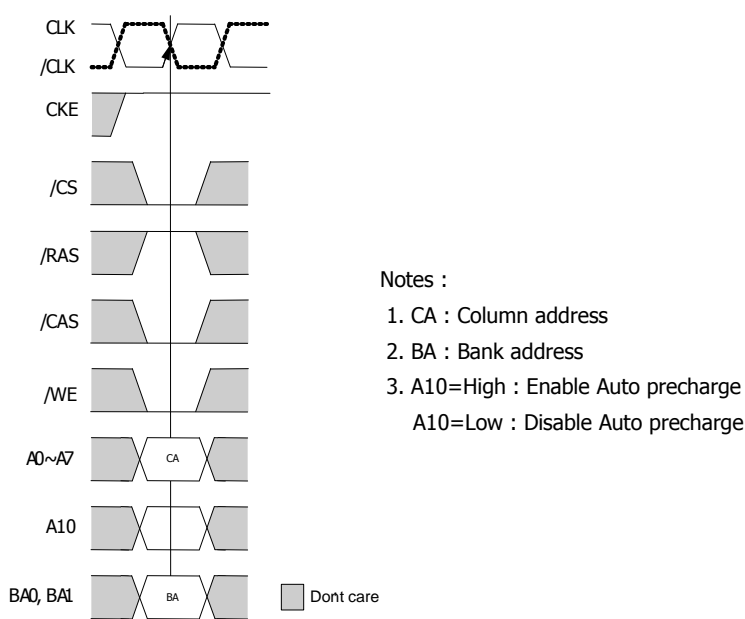 CLK
/CLK
CKE
/CS
/RAS
/CAS
/WE
A0~A7
CA
A10
BA0, BA1
BA
Dont care
Notes :
1. CA : Column address
2. BA : Bank address
3. A10=High : Enable Auto precharge
A10=Low : Disable Auto precharge